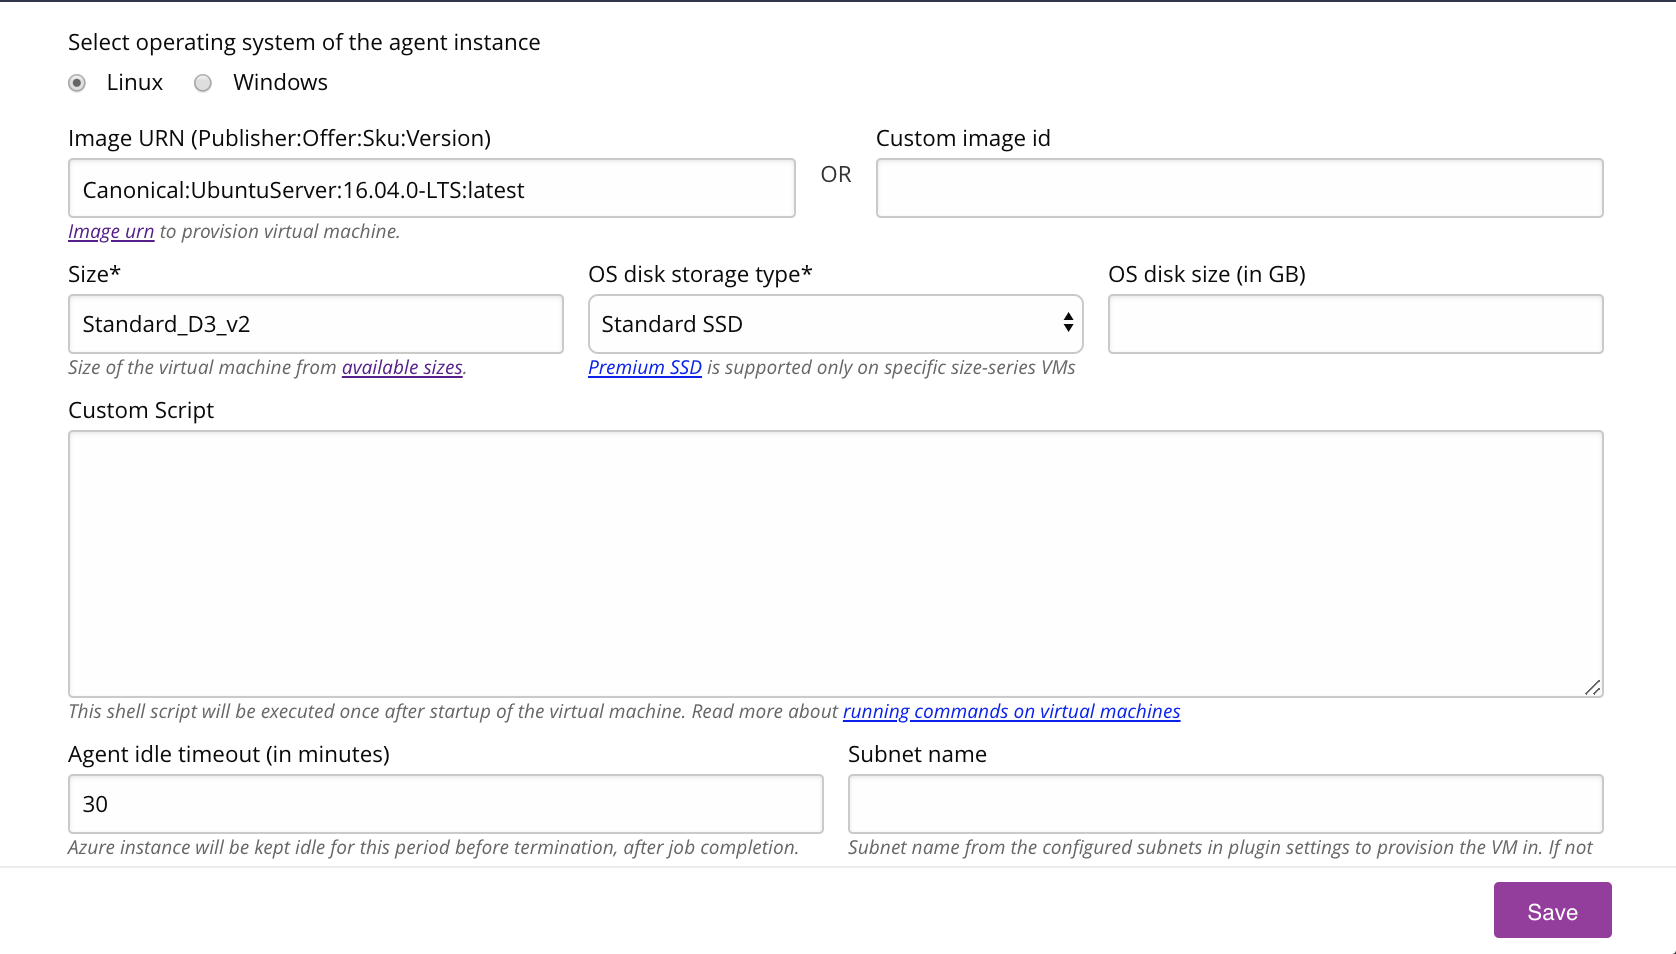 Select operating system of the agent instance
Linux Windows
Image URN (Publisher:Offer:Sku:Version)
Custom image id
Canonical:UbuntuServer:16.04.0-LTS:latest
OR
Image urn to provision virtual machine.
Size*
OS disk storage type*
OS disk size (in GB)
Standard_D3_v2
Standard SSD
Size of the virtual machine from available sizes.
Premium SSD is supported only on specific size-series VMs
Custom Script
This shell script will be executed once after startup of the virtual machine. Read more about running commands on virtual machines
Agent idle timeout (in minutes)
Subnet name
30
Azure instance will be kept idle for this period before termination, after job completion.
Subnet name from the configured subnets in plugin settings to provision the VM in. If not
Save